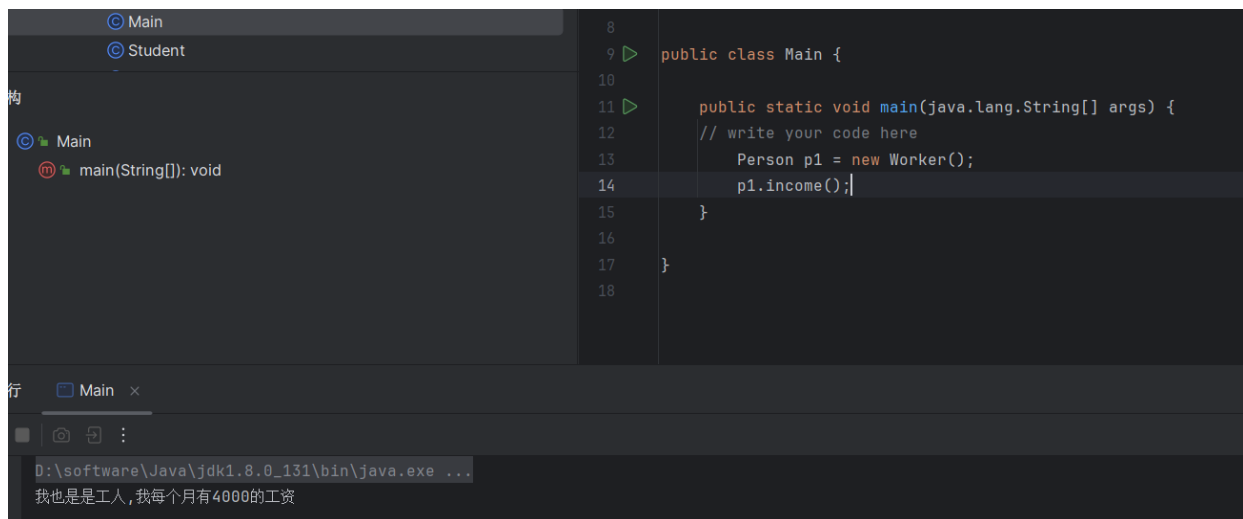 Main
Student
构
Main
main(String[]): void
8
9 public class Main {
10
11 public static void main(java.lang.String[] args) {
12 // write your code here
13 Person p1 = new Worker();
14 p1.income();
15 }
16
17 }
18
行 Main ×
D:\software\Java\jdk1.8.0_131\bin\java.exe ...
我也是是工人,我每个月有4000的工资